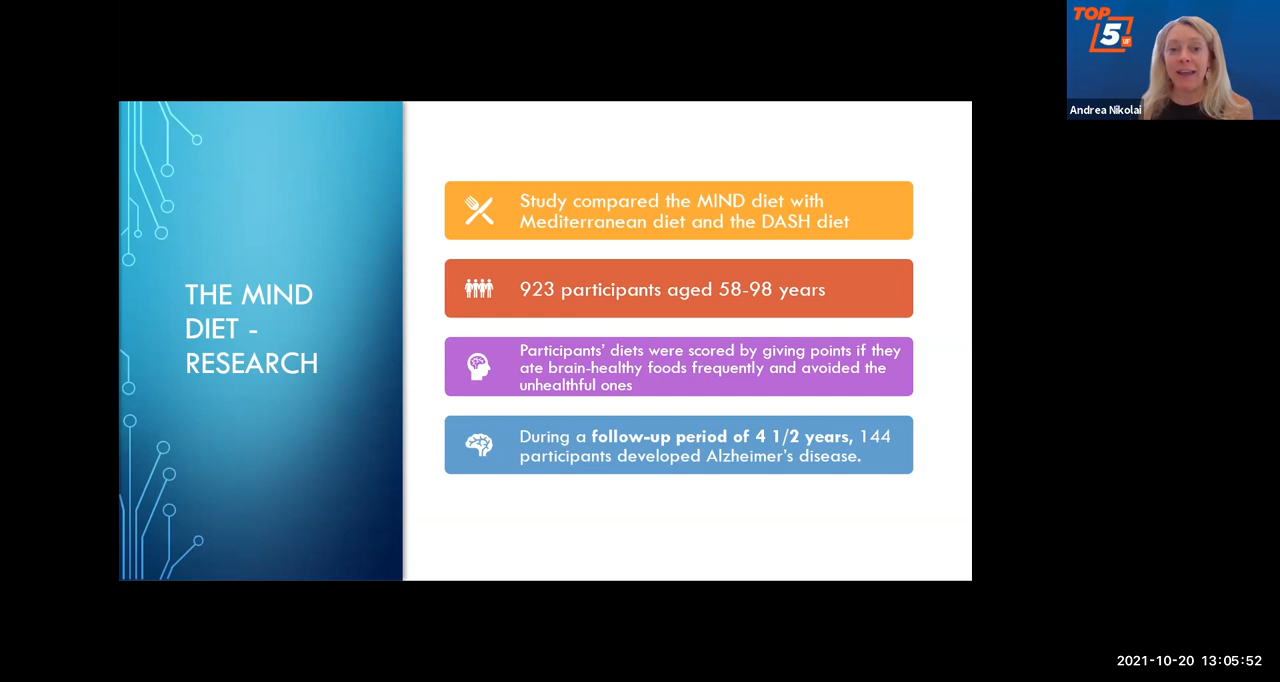 TOP
5
UF
Andrea Nikolai
THE MIND
DIET -
RESEARCH
Study compared the MIND diet with
Mediterranean diet and the DASH diet
923 participants aged 58-98 years
Participants' diets were scored by giving points if they
ate brain-healthy foods frequently and avoided the
unhealthful ones
During a follow-up period of 4 1/2 years, 144
participants developed Alzheimer's disease.
2021-10-20 13:05:52